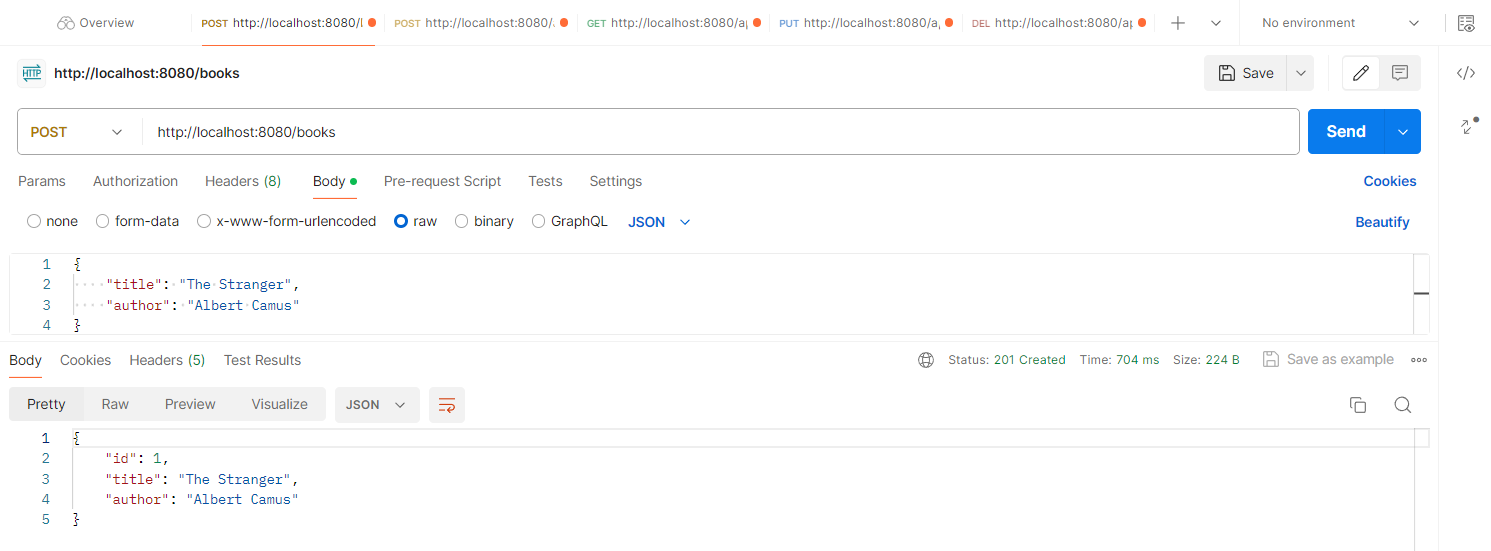 Overview POST http://localhost:8080/ POST http://localhost:8080/ GET http://localhost:8080/ap PUT http://localhost:8080/a DEL http://localhost:8080/ap No environment
HTTP http://localhost:8080/books Save
POST http://localhost:8080/books Send
Params Authorization Headers (8) Body Pre-request Script Tests Settings Cookies
none form-data x-www-form-urlencoded raw binary GraphQL JSON Beautify
1 {
2 "title": "The Stranger",
3 "author": "Albert Camus"
4 }
Body Cookies Headers (5) Test Results Status: 201 Created Time: 704 ms Size: 224 B Save as example
Pretty Raw Preview Visualize JSON
1 {
2 "id": 1,
3 "title": "The Stranger",
4 "author": "Albert Camus"
5 }